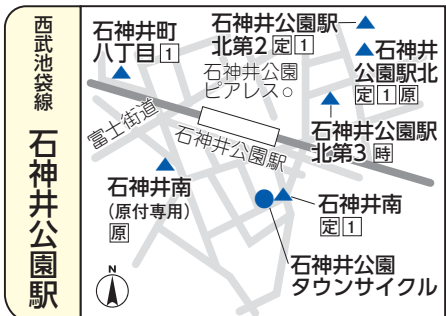 西武池袋線
石神井公園駅
石神井町
八丁目1
石神井公園駅
北第2定1
石神井
公園駅北
定1原
石神井公園
ピアレス
石神井公園駅
北第3時
富士街道
石神井公園駅
石神井南
(原付専用)
原
石神井南
定1
石神井公園
タウンサイクル
N